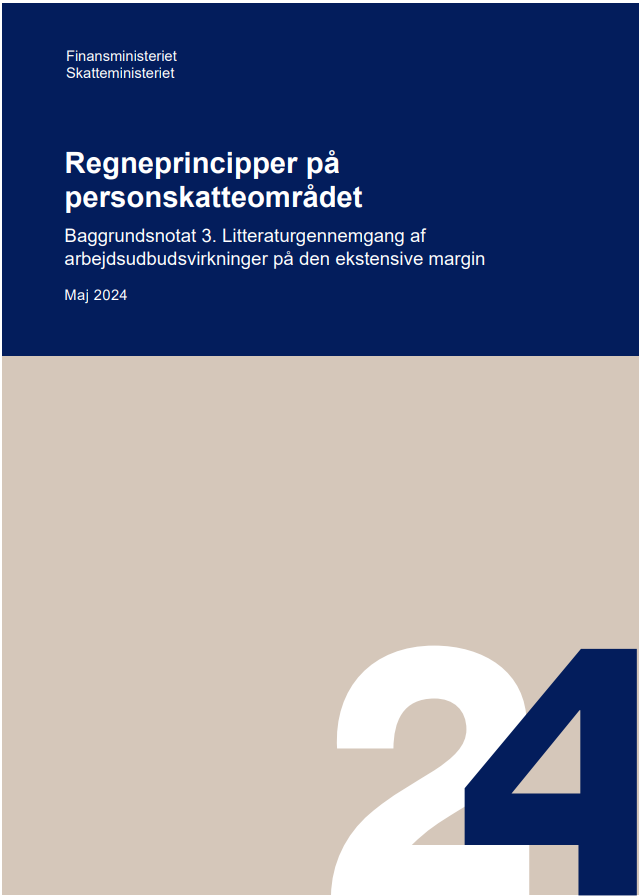 Finansministeriet
Skatteministeriet
Regneprincipper på
personskatteområdet
Baggrundsnotat 3. Litteraturgennemgang af
arbejdsudbudsvirkninger på den ekstensive margin
Maj 2024
24